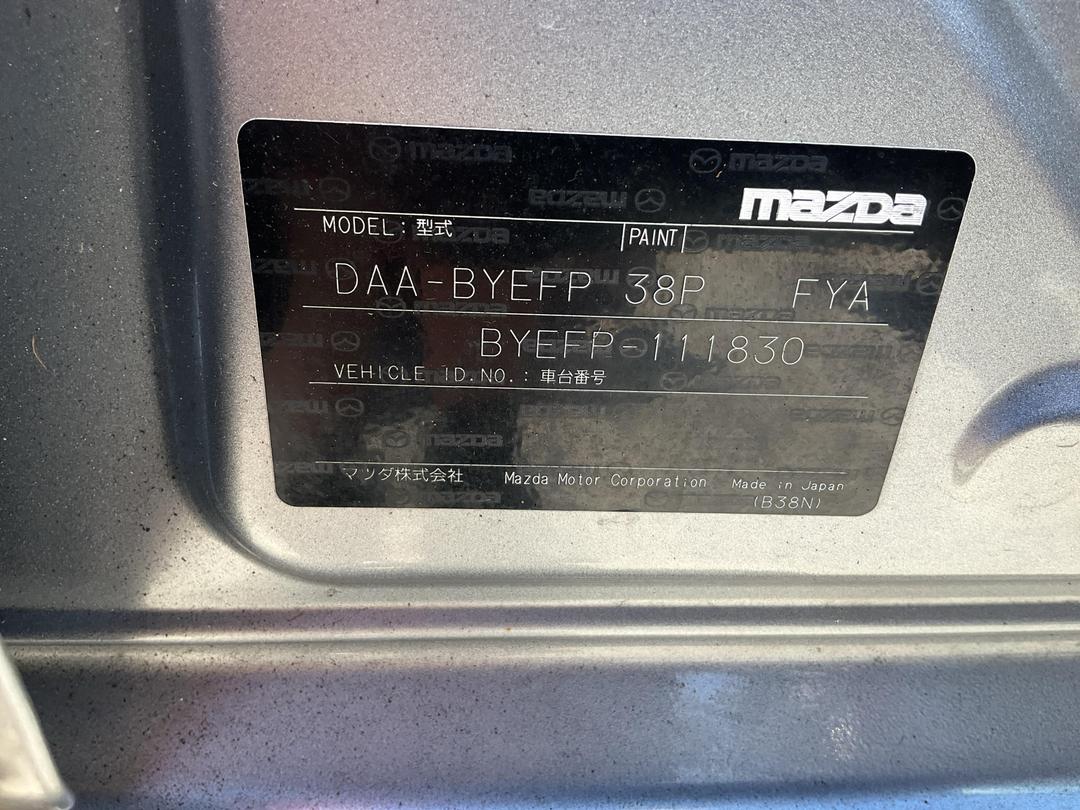 mazda
MODEL：型式
PAINT
DAA-BYEFP 38P FYA
BYEFP-111830
VEHICLE ID.NO.：車台番号
マツダ株式会社 Mazda Motor Corporation Made in Japan
(B38N)